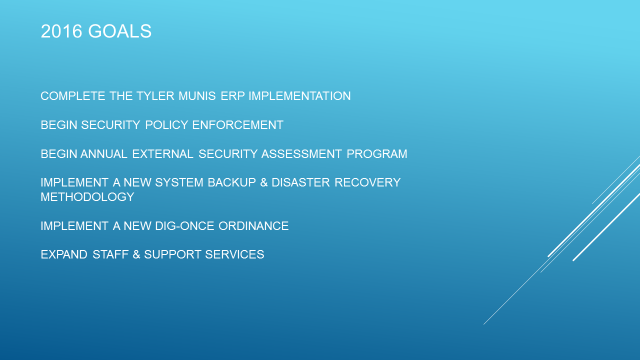 2016 GOALS
COMPLETE THE TYLER MUNIS ERP IMPLEMENTATION
BEGIN SECURITY POLICY ENFORCEMENT
BEGIN ANNUAL EXTERNAL SECURITY ASSESSMENT PROGRAM
IMPLEMENT A NEW SYSTEM BACKUP & DISASTER RECOVERY
METHODOLOGY
IMPLEMENT A NEW DIG-ONCE ORDINANCE
EXPAND STAFF & SUPPORT SERVICES